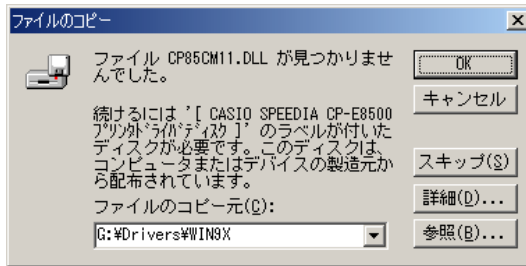 ファイルのコピー
ファイル CP85CM11.DLL が見つかりませ
んでした。
続けるには '[ CASIO SPEEDIA CP-E8500
ﾌﾟﾘﾝﾀﾄﾞﾗｲﾊﾞﾃﾞｨｽｸ ]' のラベルが付いた
ディスクが必要です。このディスクは、
コンピュータまたはデバイスの製造元か
ら配布されています。
ファイルのコピー元(C):
G:¥Drivers¥WIN9X
OK
キャンセル
スキップ(S)
詳細(D)...
参照(B)...